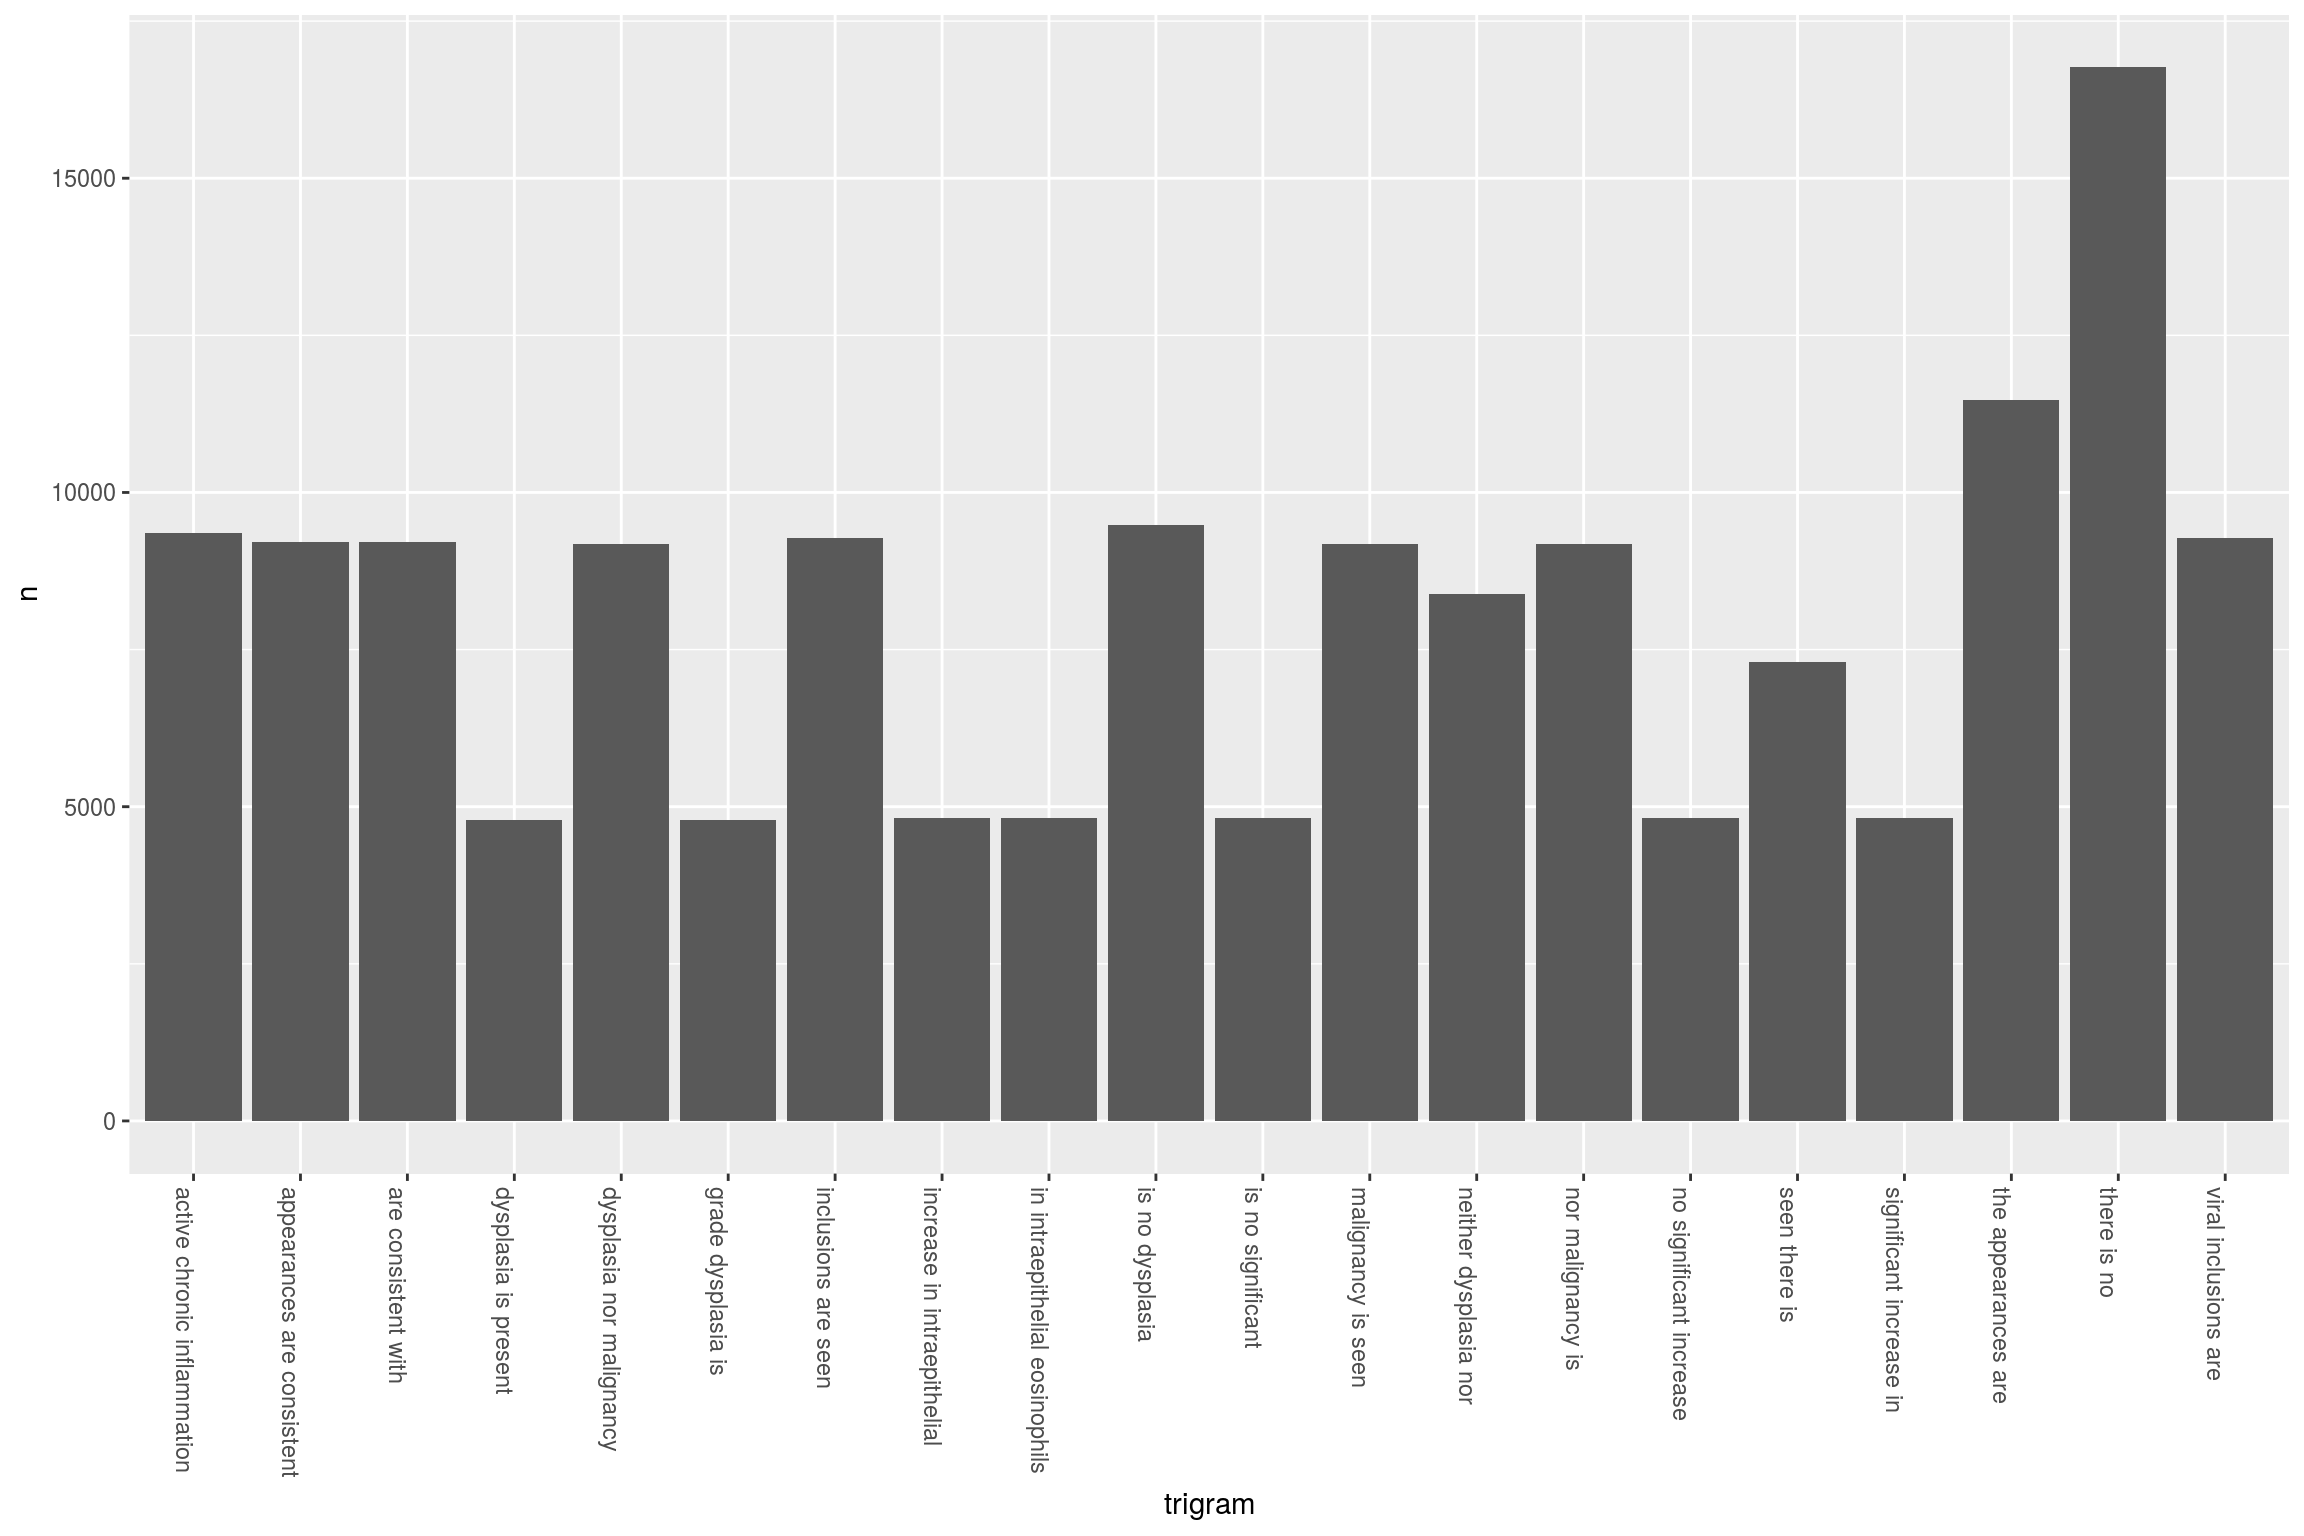 n
15000
10000
5000
0
active chronic inflammation
appearances are consistent
are consistent with
dysplasia is present
dysplasia nor malignancy
grade dysplasia is
inclusions are seen
increase in intraepithelial
in intraepithelial eosinophils
is no dysplasia
is no significant
malignancy is seen
neither dysplasia nor
nor malignancy is
no significant increase
seen there is
significant increase in
the appearances are
there is no
viral inclusions are
trigram